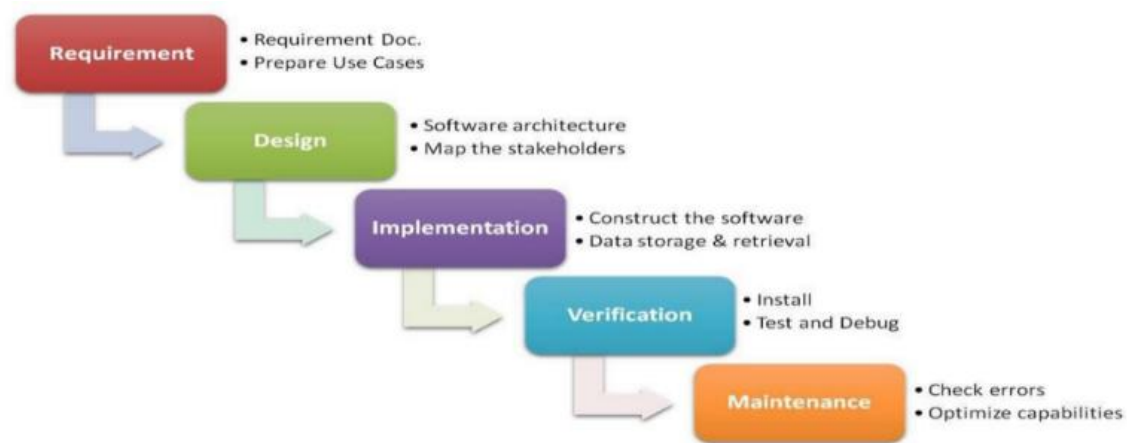 Requirement
• Requirement Doc.
• Prepare Use Cases
Design
• Software architecture
• Map the stakeholders
Implementation
• Construct the software
• Data storage & retrieval
Verification
• Install
• Test and Debug
Maintenance
• Check errors
• Optimize capabilities